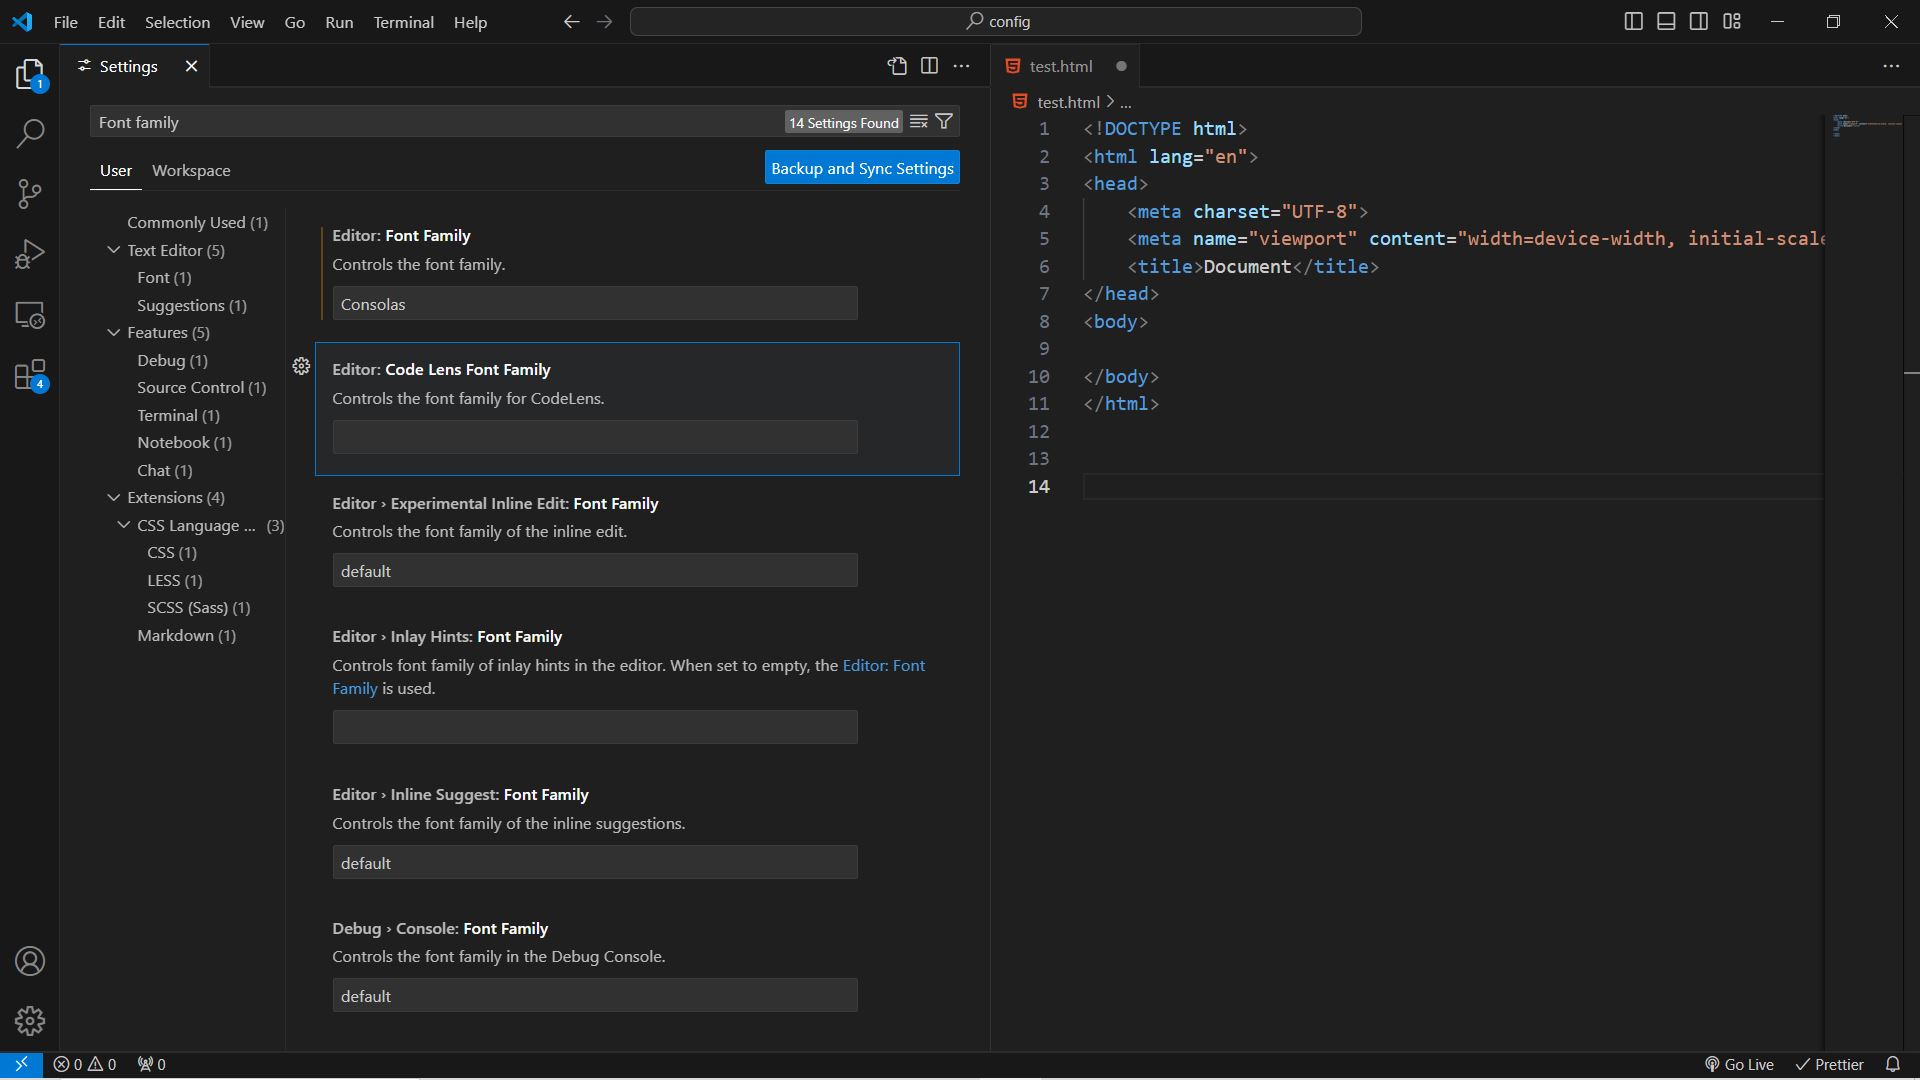 File Edit Selection View Go Run Terminal Help
config
Settings
test.html
1
Font family
14 Settings Found
User Workspace
Backup and Sync Settings
Commonly Used (1)
Text Editor (5)
Font (1)
Suggestions (1)
Features (5)
Debug (1)
Source Control (1)
Terminal (1)
Notebook (1)
Chat (1)
Extensions (4)
CSS Language ... (3)
CSS (1)
LESS (1)
SCSS (Sass) (1)
Markdown (1)
4
Editor: Font Family
Controls the font family.
Consolas
Editor: Code Lens Font Family
Controls the font family for CodeLens.
Editor › Experimental Inline Edit: Font Family
Controls the font family of the inline edit.
default
Editor › Inlay Hints: Font Family
Controls font family of inlay hints in the editor. When set to empty, the Editor: Font
Family is used.
Editor › Inline Suggest: Font Family
Controls the font family of the inline suggestions.
default
Debug › Console: Font Family
Controls the font family in the Debug Console.
default
test.html > ...
1 <!DOCTYPE html>
2 <html lang="en">
3 <head>
4 <meta charset="UTF-8">
5 <meta name="viewport" content="width=device-width, initial-scale
6 <title>Document</title>
7 </head>
8 <body>
9
10 </body>
11 </html>
12
13
14
0 0 0
Go Live Prettier